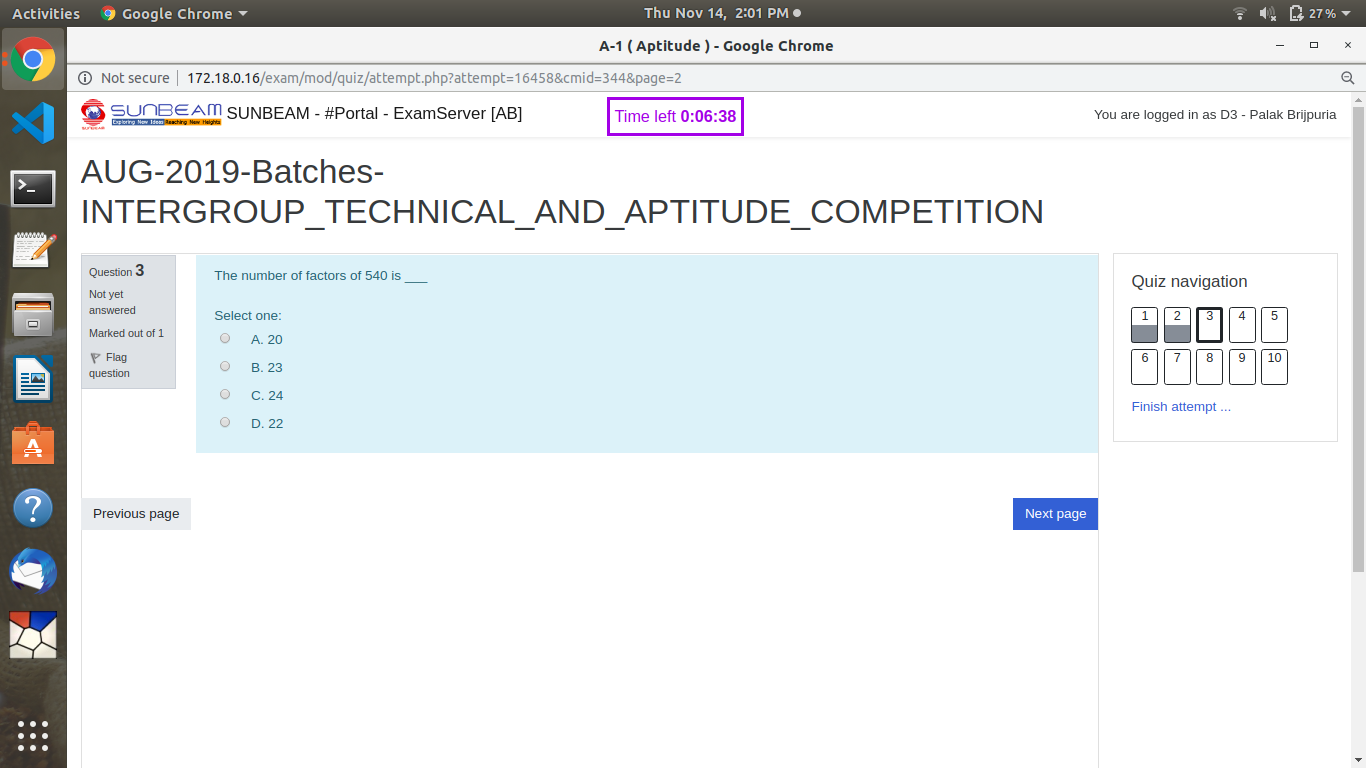 Activities
Google Chrome
Thu Nov 14, 2:01 PM
27%
A-1 ( Aptitude ) - Google Chrome
Not secure
172.18.0.16/exam/mod/quiz/attempt.php?attempt=16458&cmid=344&page=2
SUNBEAM
Exploring New Ideas Reaching New Heights
SUNBEAM
SUNBEAM - #Portal - ExamServer [AB]
Time left 0:06:38
You are logged in as D3 - Palak Brijpuria
AUG-2019-Batches-
INTERGROUP_TECHNICAL_AND_APTITUDE_COMPETITION
Question 3
Not yet
answered
Marked out of 1
Flag
question
The number of factors of 540 is ___
Select one:
A. 20
B. 23
C. 24
D. 22
Previous page
Next page
Quiz navigation
1 2 3 4 5
6 7 8 9 10
Finish attempt ...